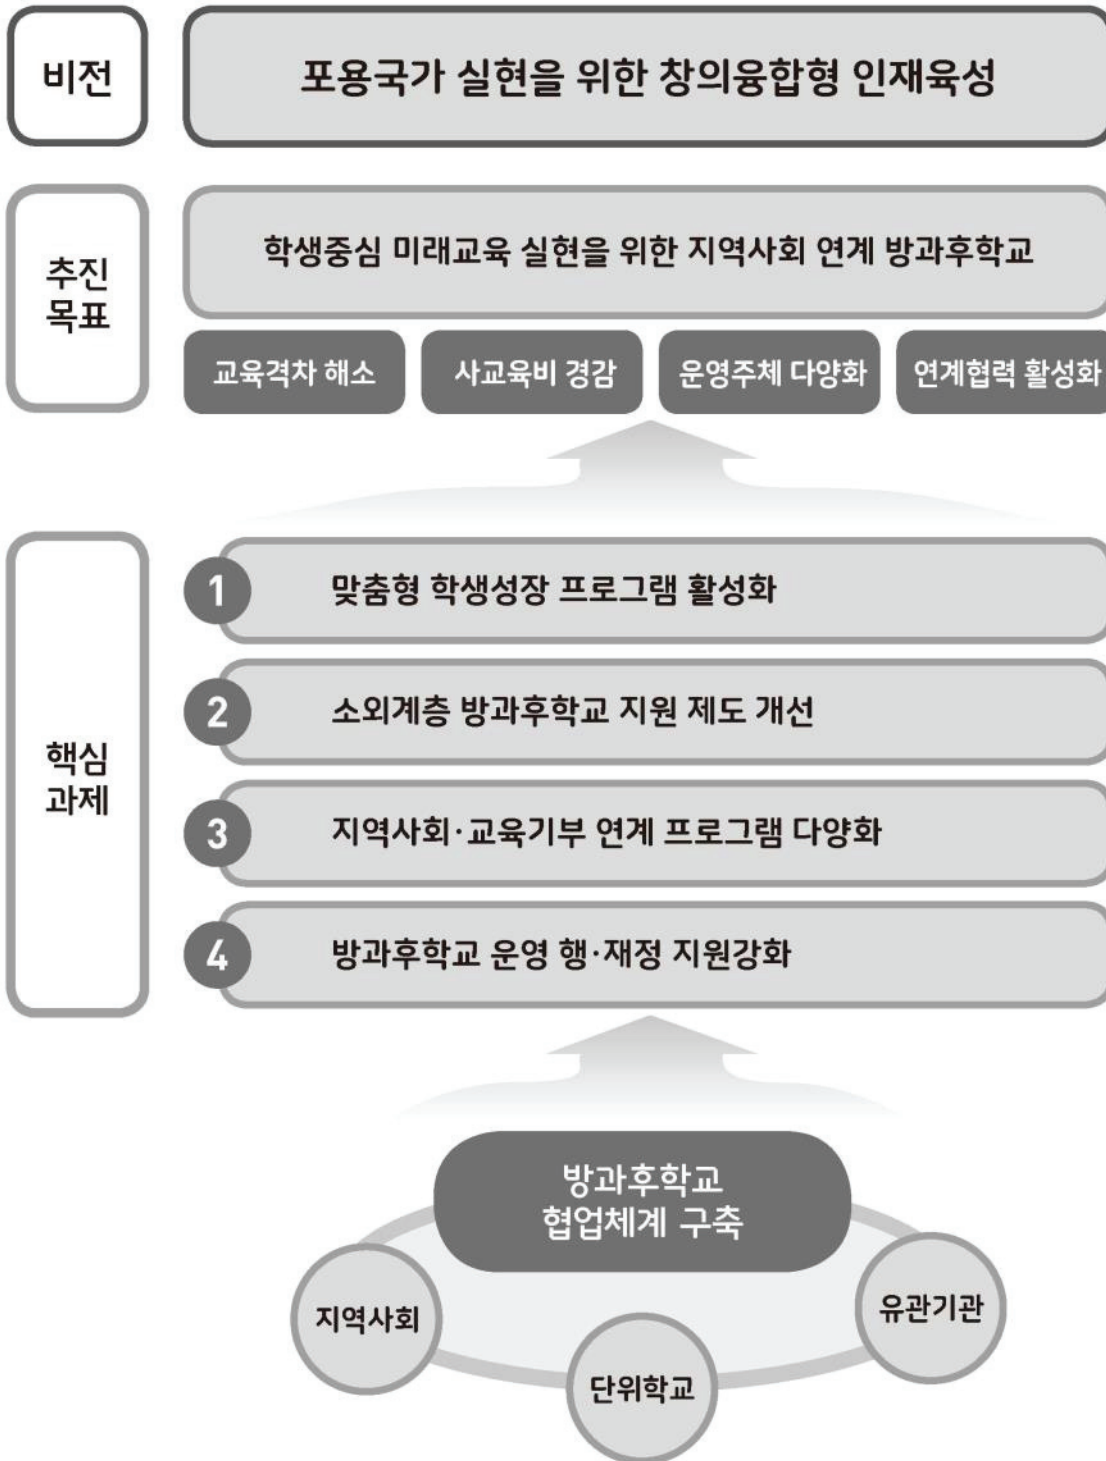 비전
포용국가 실현을 위한 창의융합형 인재육성
추진
목표
학생중심 미래교육 실현을 위한 지역사회 연계 방과후학교
교육격차 해소
사교육비 경감
운영주체 다양화
연계협력 활성화
핵심
과제
1 맞춤형 학생성장 프로그램 활성화
2 소외계층 방과후학교 지원 제도 개선
3 지역사회·교육기부 연계 프로그램 다양화
4 방과후학교 운영 행·재정 지원강화
방과후학교
협업체계 구축
지역사회
단위학교
유관기관